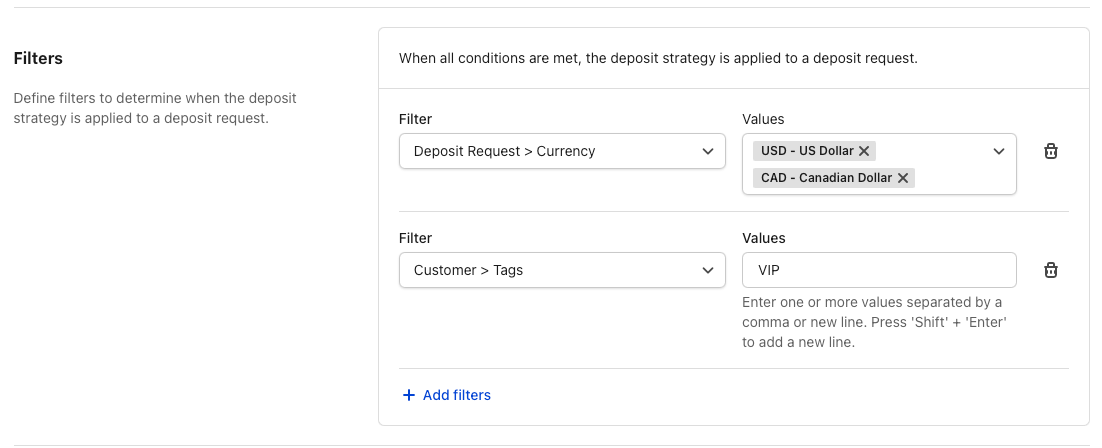 Filters
Define filters to determine when the deposit
strategy is applied to a deposit request.
When all conditions are met, the deposit strategy is applied to a deposit request.
Filter
Values
Deposit Request > Currency
USD - US Dollar
CAD - Canadian Dollar
Filter
Values
Customer > Tags
VIP
Enter one or more values separated by a
comma or new line. Press 'Shift' + 'Enter'
to add a new line.
+ Add filters